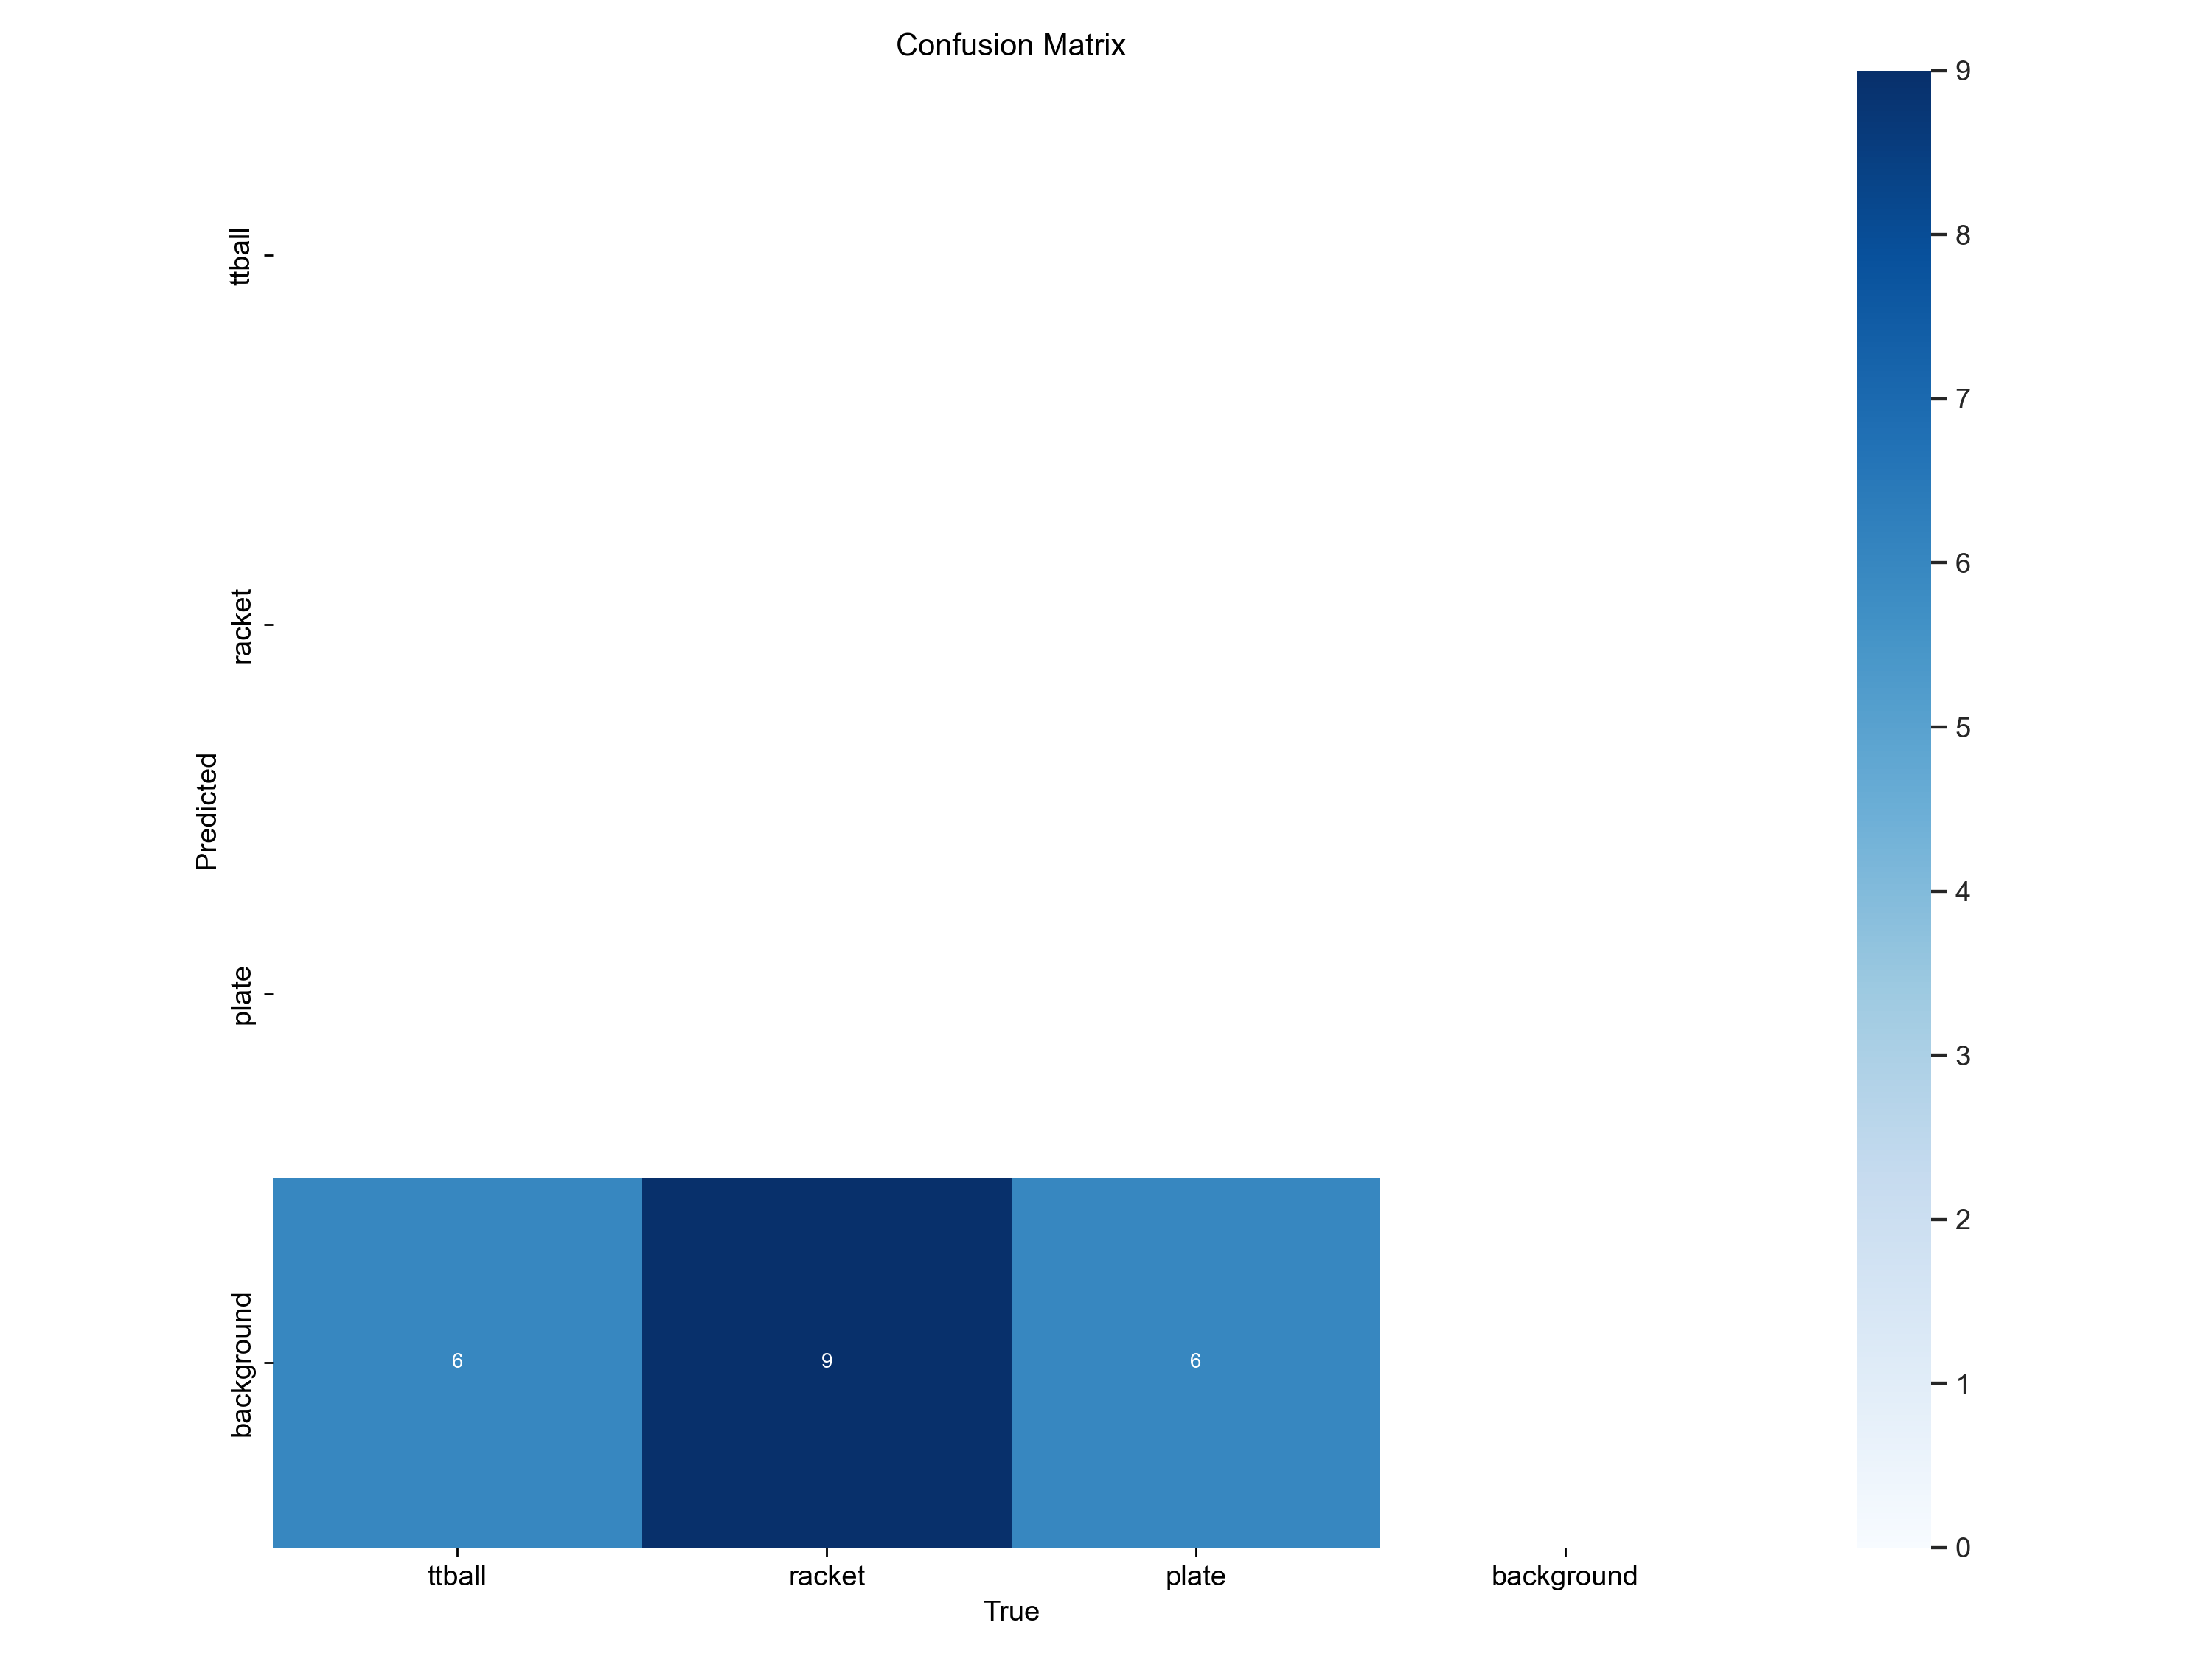 Confusion Matrix
9
8
7
6
5
4
3
2
1
0
Predicted
ttball
racket
plate
background
6 9 6
ttball racket plate background
True